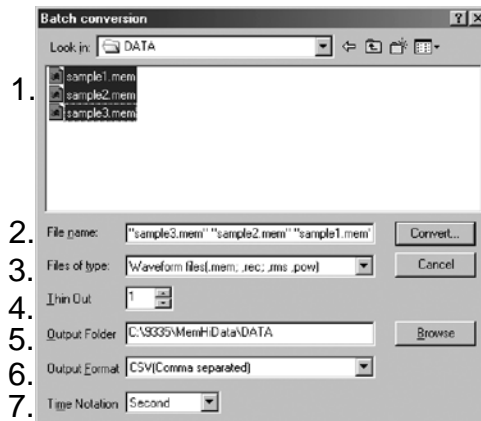 Batch conversion
Look in: DATA
1.
sample1.mem
sample2.mem
sample3.mem
2. File name: "sample3.mem" "sample2.mem" "sample1.mem" Convert...
3. Files of type: Waveform files(.mem; ,rec; ,rms ,pow) Cancel
4. Thin Out 1
5. Output Folder C:\9335\MemHiData\DATA Browse
6. Output Format CSV(Comma separated)
7. Time Notation Second